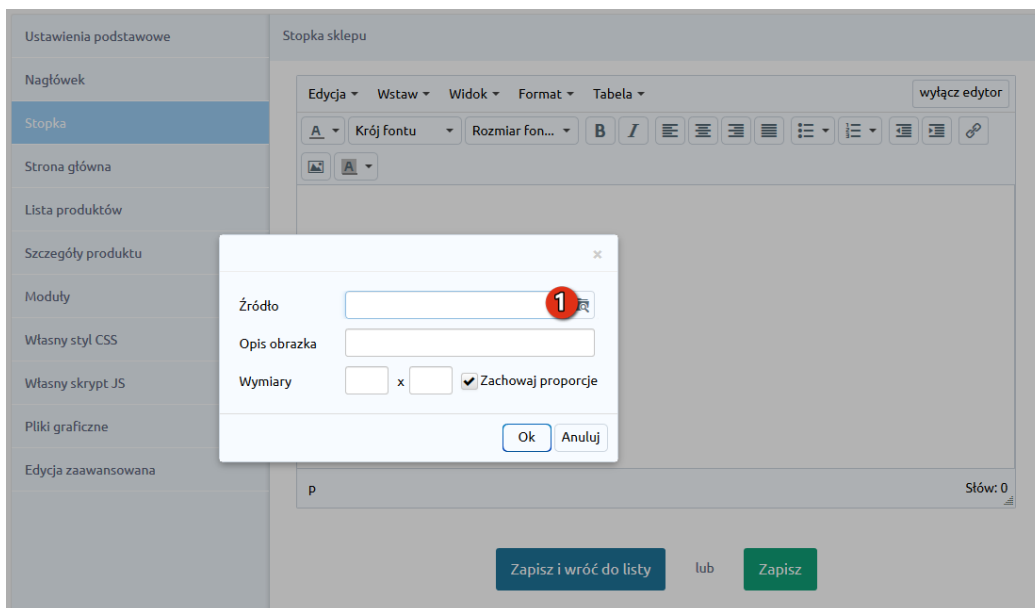 Ustawienia podstawowe
Nagłówek
Stopka
Strona główna
Lista produktów
Szczegóły produktu
Moduły
Własny styl CSS
Własny skrypt JS
Pliki graficzne
Edycja zaawansowana
Stopka sklepu
Edycja Wstaw Widok Format Tabela wyłącz edytor
A Krój fontu Rozmiar fon... B I
A
×
Źródło 1
Opis obrazka
Wymiary x Zachowaj proporcje
Ok Anuluj
p Słów: 0
Zapisz i wróć do listy lub Zapisz